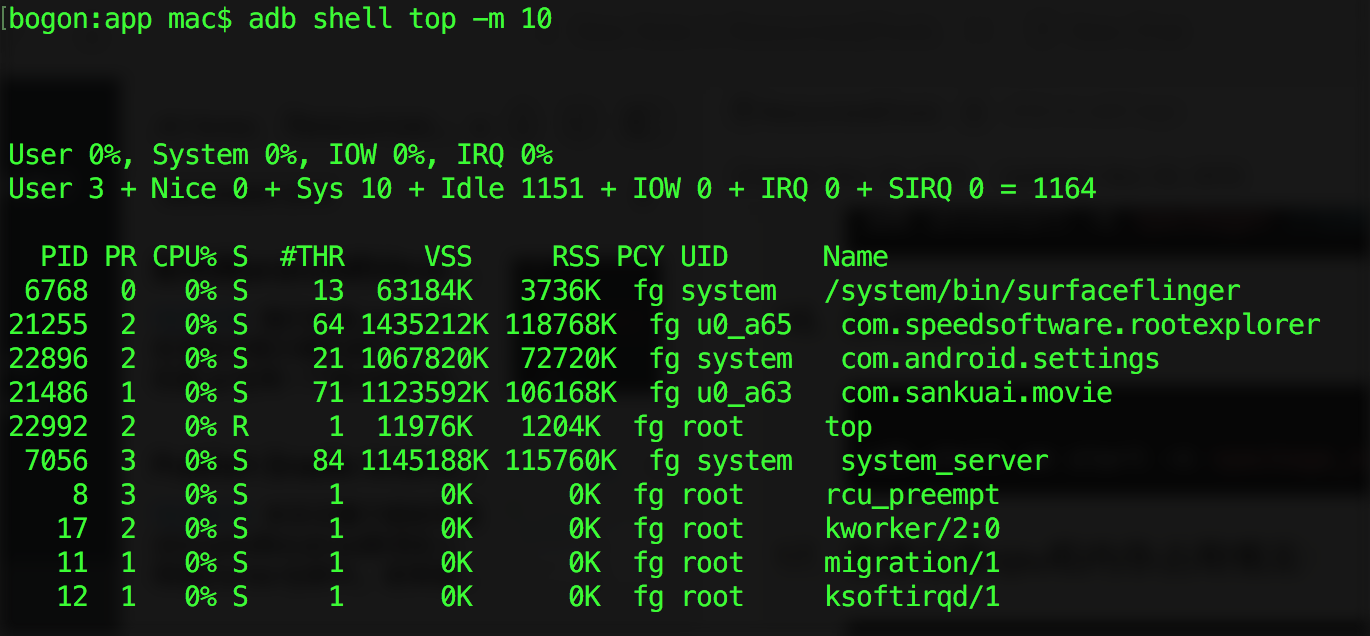 [bogon:app mac$ adb shell top -m 10
User 0%, System 0%, IOW 0%, IRQ 0%
User 3 + Nice 0 + Sys 10 + Idle 1151 + IOW 0 + IRQ 0 + SIRQ 0 = 1164
PID PR CPU% S #THR VSS RSS PCY UID Name
6768 0 0% S 13 63184K 3736K fg system /system/bin/surfaceflinger
21255 2 0% S 64 1435212K 118768K fg u0_a65 com.speedsoftware.rootexplorer
22896 2 0% S 21 1067820K 72720K fg system com.android.settings
21486 1 0% S 71 1123592K 106168K fg u0_a63 com.sankuai.movie
22992 2 0% R 1 11976K 1204K fg root top
7056 3 0% S 84 1145188K 115760K fg system system_server
8 3 0% S 1 0K 0K fg root rcu_preempt
17 2 0% S 1 0K 0K fg root kworker/2:0
11 1 0% S 1 0K 0K fg root migration/1
12 1 0% S 1 0K 0K fg root ksoftirqd/1